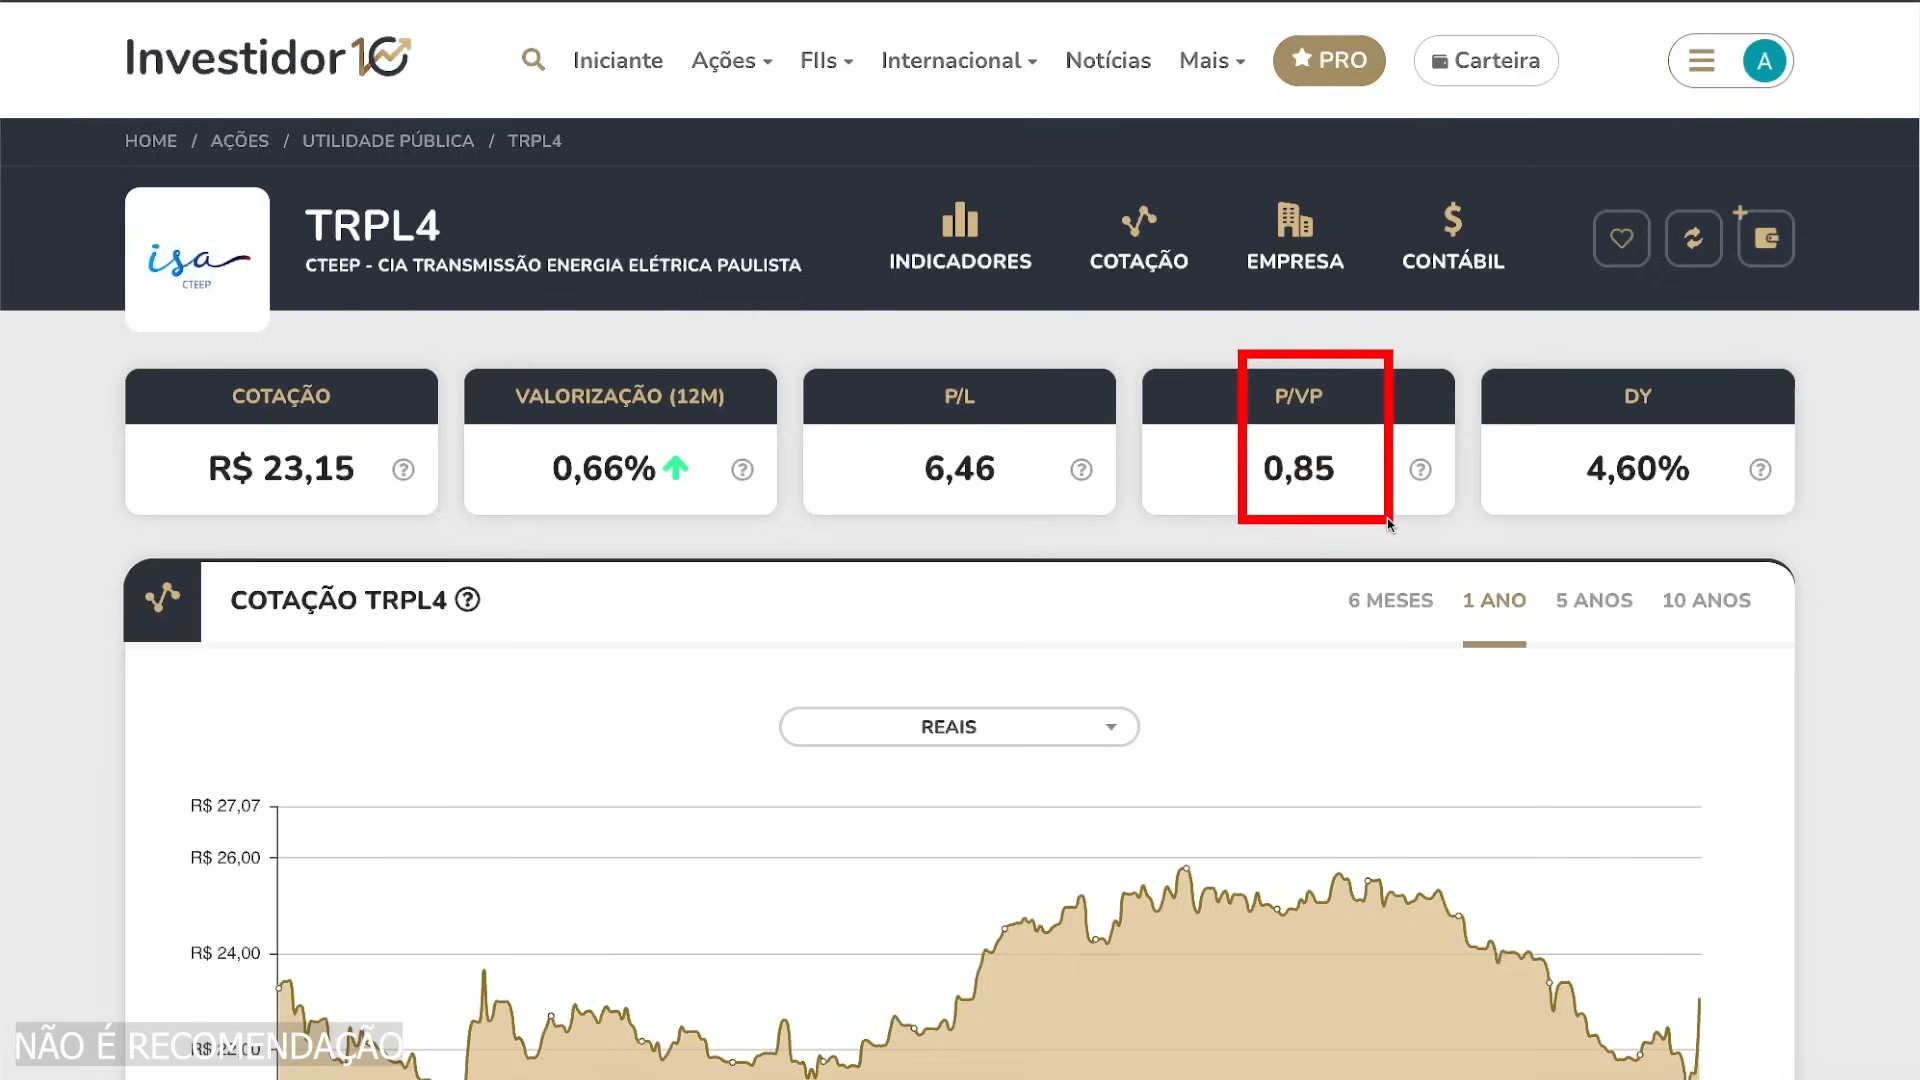 Investidor10
Iniciante
Ações
FIIs
Internacional
Notícias
Mais
PRO
Carteira
A
HOME / AÇÕES / UTILIDADE PÚBLICA / TRPL4
isa
CTEEP
TRPL4
CTEEP - CIA TRANSMISSÃO ENERGIA ELÉTRICA PAULISTA
INDICADORES
COTAÇÃO
EMPRESA
CONTÁBIL
COTAÇÃO
R$ 23,15
VALORIZAÇÃO (12M)
0,66%
P/L
6,46
P/VP
0,85
DY
4,60%
COTAÇÃO TRPL4
6 MESES
1 ANO
5 ANOS
10 ANOS
REAIS
R$ 27,07
R$ 26,00
R$ 24,00
R$ 22,00
NÃO É RECOMENDAÇÃO